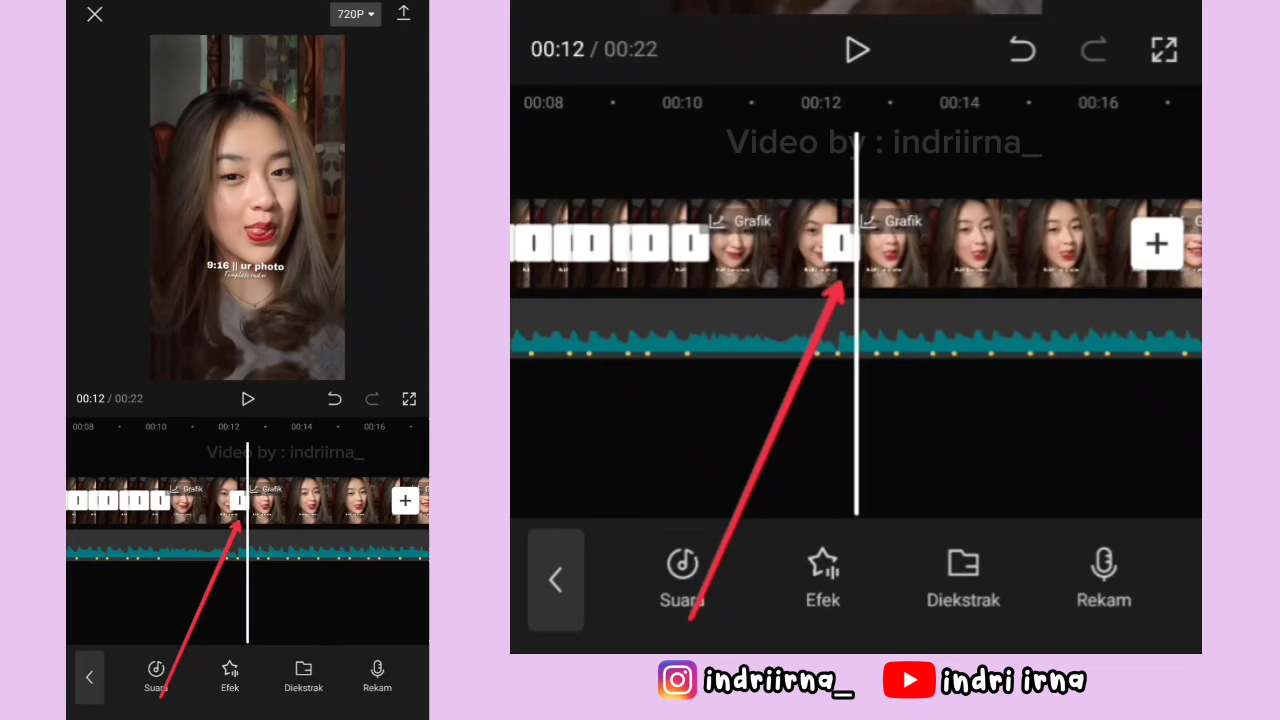 720P
9:16 || ur photo
00:12 / 00:22
00:08 00:10 00:12 00:14 00:16
Video by : indriirna_
Grafik Grafik
Suara Efek Diekstrak Rekam
00:12 / 00:22
00:08 00:10 00:12 00:14 00:16
Video by : indriirna_
Grafik Grafik
Suara Efek Diekstrak Rekam
indriirna_ indri irna